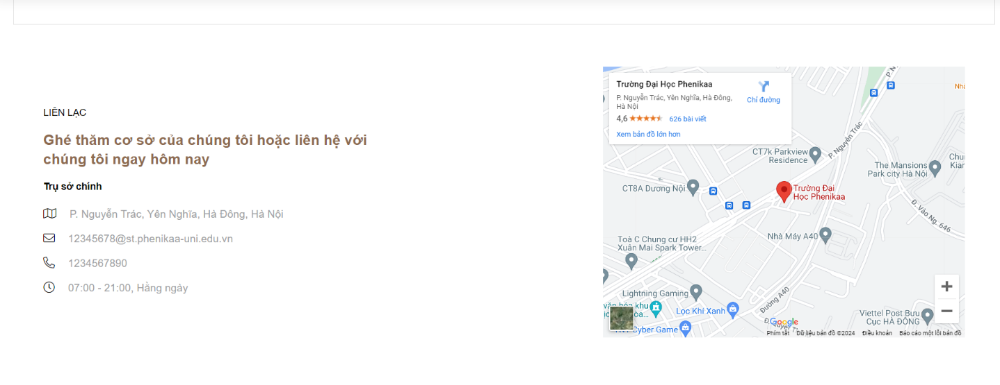 LIÊN LẠC
Ghé thăm cơ sở của chúng tôi hoặc liên hệ với
chúng tôi ngay hôm nay
Trụ sở chính
P. Nguyễn Trác, Yên Nghĩa, Hà Đông, Hà Nội
12345678@st.phenikaa-uni.edu.vn
1234567890
07:00 - 21:00, Hằng ngày
Trường Đại Học Phenikaa
P. Nguyễn Trác, Yên Nghĩa, Hà Đông,
Hà Nội
4,6
626 bài viết
Xem bản đồ lớn hơn
Chỉ đường
Nhà
CT7k Parkview
Residence
P. Nguyễn Trác
The Mansions
Park city Hà Nội
CT8A Dương Nội
Trường Đại
Học Phenikaa
Đ. Vào Ng. 646
Nhà Máy A40
Toà C Chung cư HH2
Xuân Mai Spark Tower...
Lightning Gaming
Đường A40
Lọc Khí Xanh
Viettel Post Bưu
Cục HÀ ĐÔNG
văn hóa khu
Cyber Game
Google
Phím tắt
Dữ liệu bản đồ ©2024
Điều khoản
Báo cáo một lỗi bản đồ